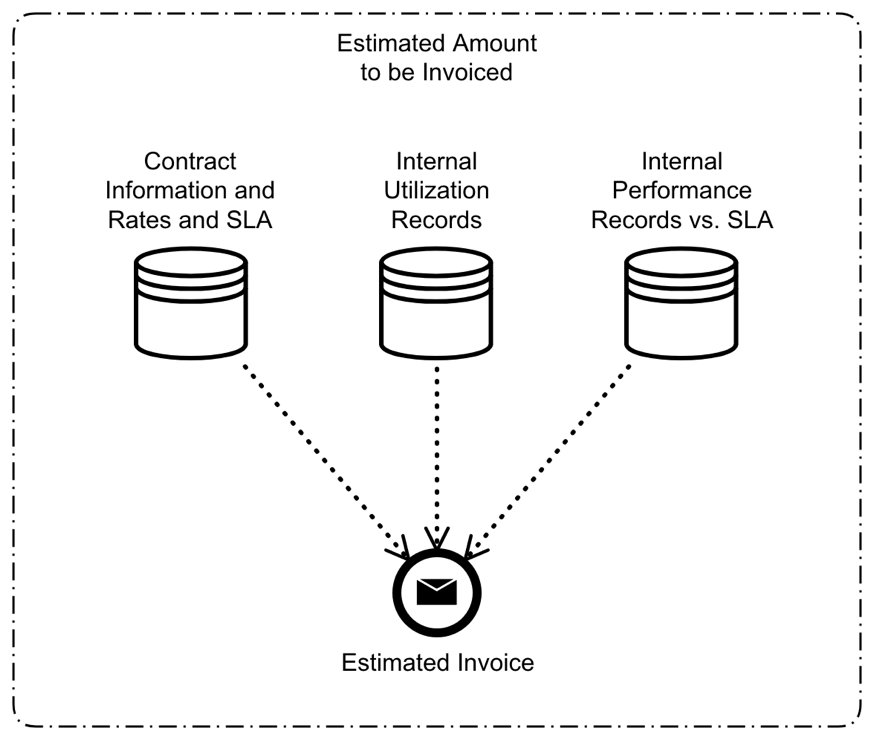 Estimated Amount
to be Invoiced
Contract
Information and
Rates and SLA
Internal
Utilization
Records
Internal
Performance
Records vs. SLA
Estimated Invoice